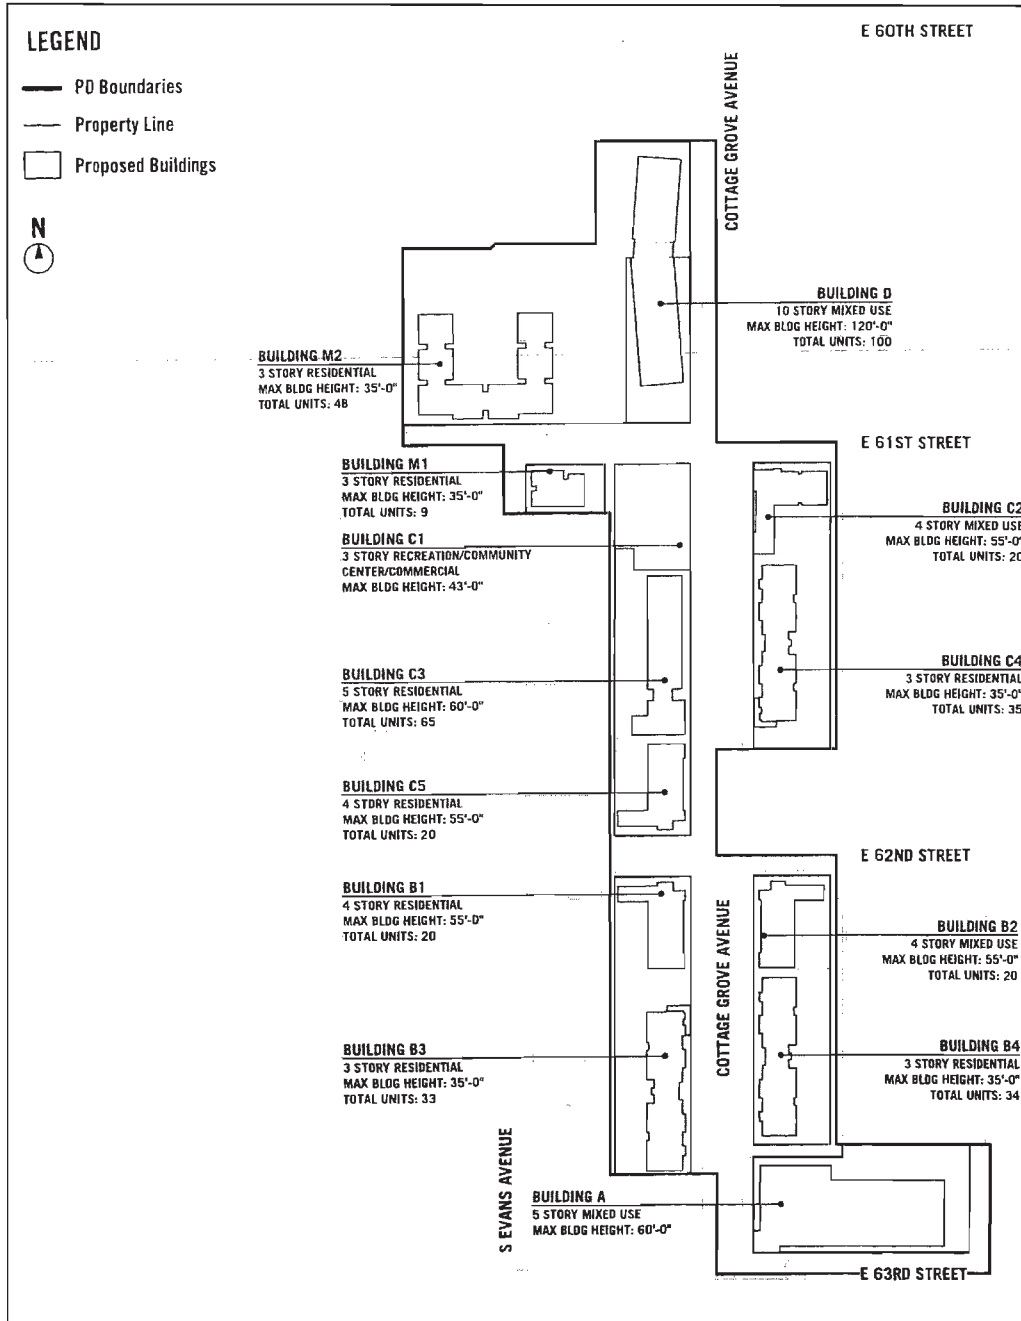 E 60TH STREET
LEGEND
PD Boundaries
Property Line
Proposed Buildings
N
COTTAGE GROVE AVENUE
BUILDING D
10 STORY MIXED USE
MAX BLDG HEIGHT: 120'-0"
TOTAL UNITS: 100
BUILDING M2
3 STORY RESIDENTIAL
MAX BLDG HEIGHT: 35'-0"
TOTAL UNITS: 48
E 61ST STREET
BUILDING M1
3 STORY RESIDENTIAL
MAX BLDG HEIGHT: 35'-0"
TOTAL UNITS: 9
BUILDING C2
4 STORY MIXED USE
MAX BLDG HEIGHT: 55'-0"
TOTAL UNITS: 20
BUILDING C1
3 STORY RECREATION/COMMUNITY
CENTER/COMMERCIAL
MAX BLDG HEIGHT: 43'-0"
BUILDING C4
3 STORY RESIDENTIAL
MAX BLDG HEIGHT: 35'-0"
TOTAL UNITS: 35
BUILDING C3
5 STORY RESIDENTIAL
MAX BLDG HEIGHT: 60'-0"
TOTAL UNITS: 65
BUILDING C5
4 STORY RESIDENTIAL
MAX BLDG HEIGHT: 55'-0"
TOTAL UNITS: 20
E 62ND STREET
BUILDING B1
4 STORY RESIDENTIAL
MAX BLDG HEIGHT: 55'-0"
TOTAL UNITS: 20
COTTAGE GROVE AVENUE
BUILDING B2
4 STORY MIXED USE
MAX BLDG HEIGHT: 55'-0"
TOTAL UNITS: 20
BUILDING B3
3 STORY RESIDENTIAL
MAX BLDG HEIGHT: 35'-0"
TOTAL UNITS: 33
BUILDING B4
3 STORY RESIDENTIAL
MAX BLDG HEIGHT: 35'-0"
TOTAL UNITS: 34
S EVANS AVENUE
BUILDING A
5 STORY MIXED USE
MAX BLDG HEIGHT: 60'-0"
E 63RD STREET